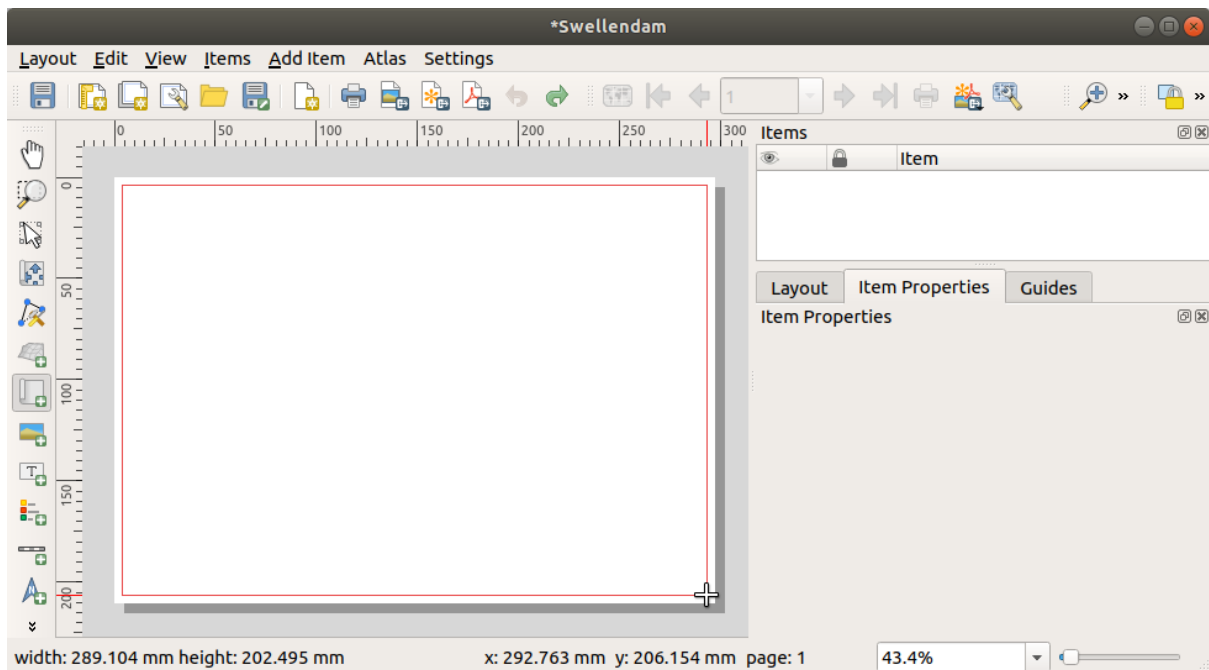 *Swellendam
Layout Edit View Items Add Item Atlas Settings
1
0 50 100 150 200 250 300
Items
Item
0
50
100
150
200
Layout Item Properties Guides
Item Properties
T
N
width: 289.104 mm height: 202.495 mm x: 292.763 mm y: 206.154 mm page: 1 43.4%